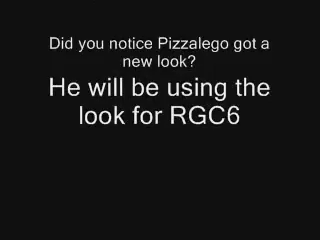 Did you notice Pizzalego got a
new look?
He will be using the
look for RGC6